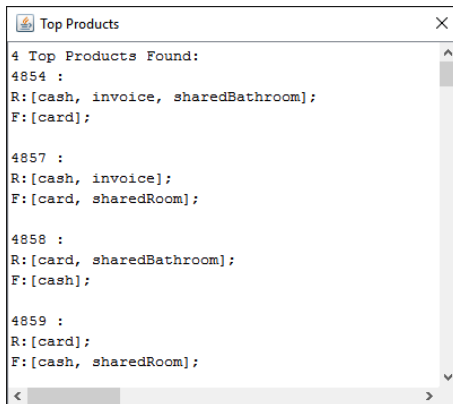 Top Products
4 Top Products Found:
4854 :
R:[cash, invoice, sharedBathroom];
F:[card];
4857 :
R:[cash, invoice];
F:[card, sharedRoom];
4858 :
R:[card, sharedBathroom];
F:[cash];
4859 :
R:[card];
F:[cash, sharedRoom];